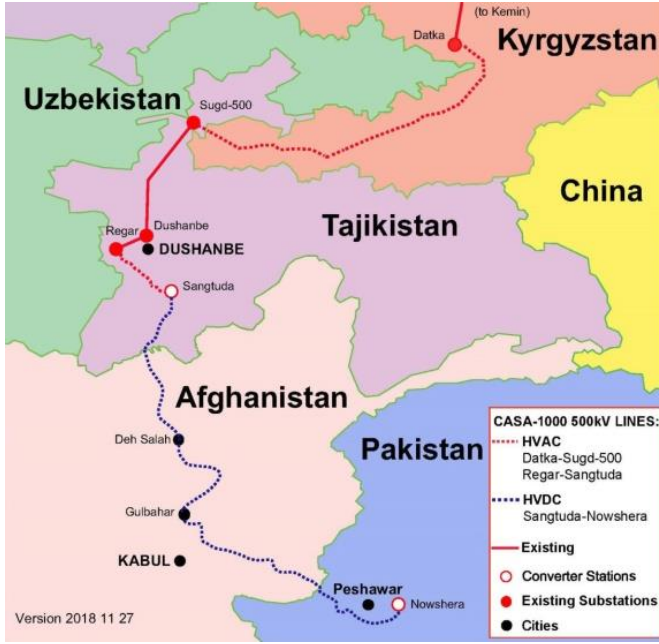 (to Kemin)
Datka
Kyrgyzstan
Uzbekistan
Sugd-500
China
Regar
Dushanbe
DUSHANBE
Tajikistan
Sangtuda
Afghanistan
Deh Salah
Pakistan
Gulbahar
KABUL
Peshawar
Nowshera
Version 2018 11 27
CASA-1000 500kV LINES:
HVAC
Datka-Sugd-500
Regar-Sangtuda
HVDC
Sangtuda-Nowshera
Existing
Converter Stations
Existing Substations
Cities